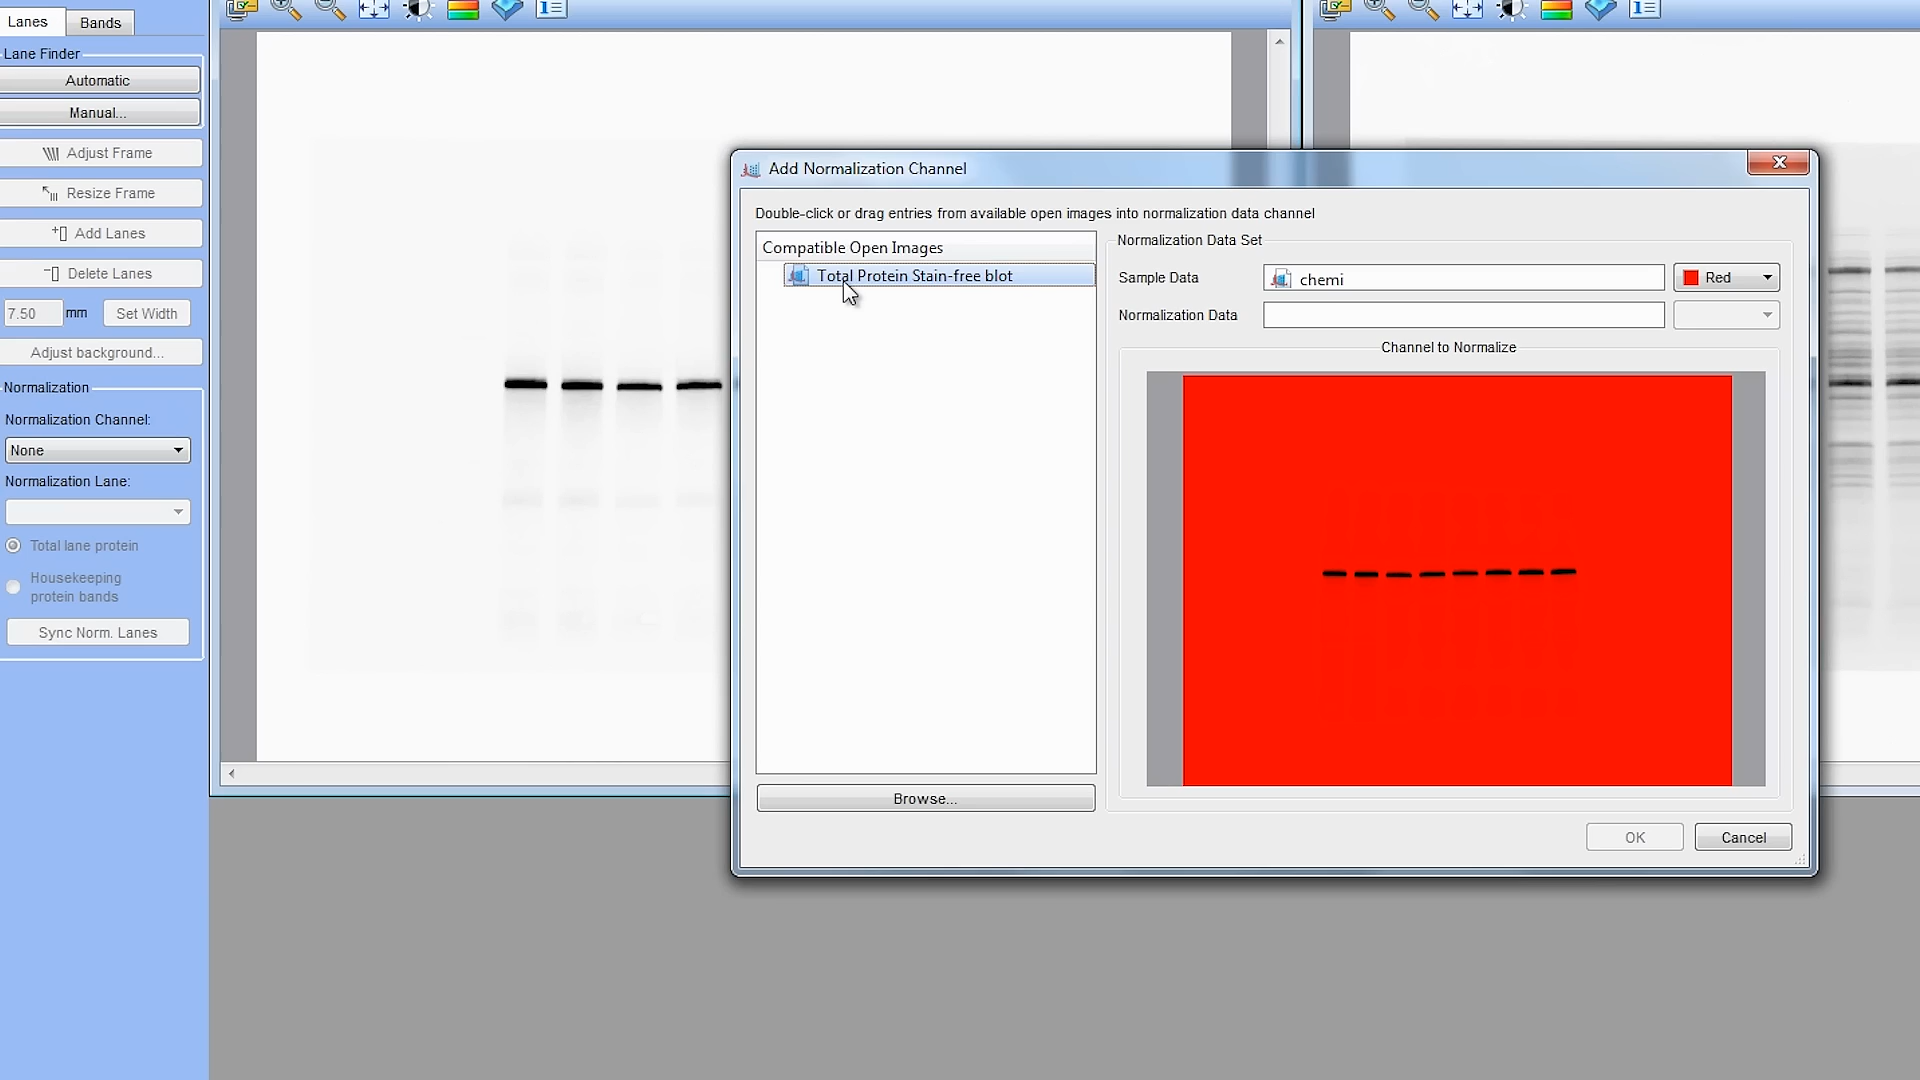 Lanes
Bands
Lane Finder
Automatic
Manual...
Adjust Frame
Resize Frame
Add Lanes
Delete Lanes
7.50 mm Set Width
Adjust background...
Normalization
Normalization Channel:
None
Normalization Lane:
Total lane protein
Housekeeping
protein bands
Sync Norm. Lanes
Add Normalization Channel
Double-click or drag entries from available open images into normalization data channel
Compatible Open Images
Total Protein Stain-free blot
Browse...
Normalization Data Set
Sample Data chemi Red
Normalization Data
Channel to Normalize
OK Cancel